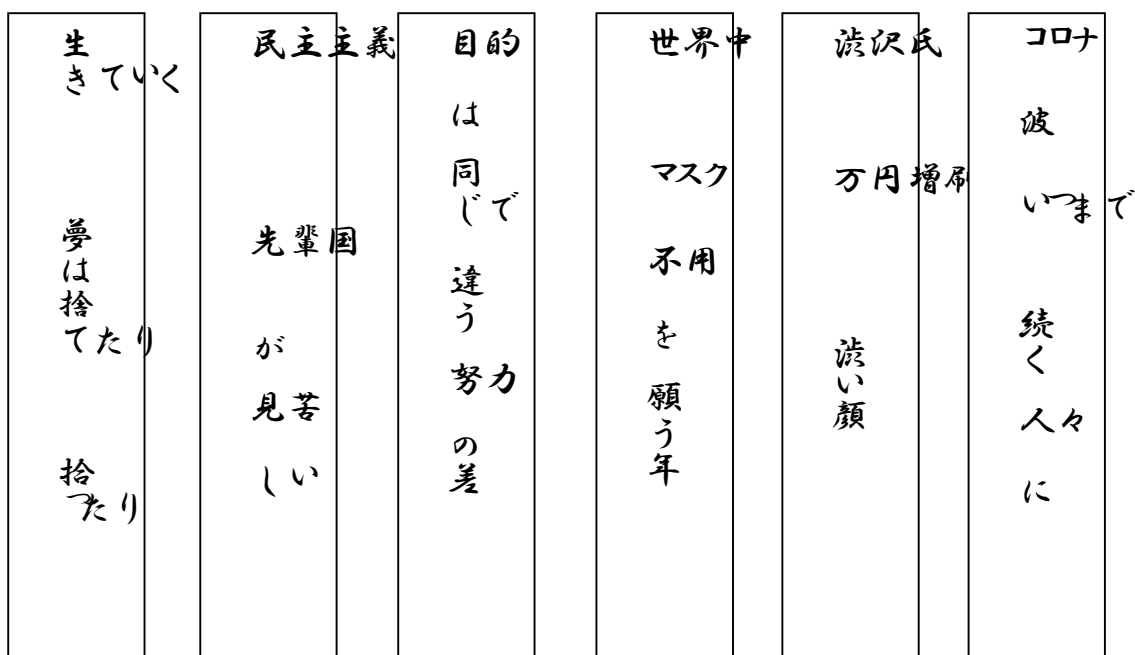 コロナ波 いつまで 続く人々に
渋沢氏 万円増刷 渋い顔
世界中 マスク不用を 願う年
目的は 同じで違う 努力の差
民主主義 先輩国が 見苦しい
生きていく 夢は捨てたり 拾ったり